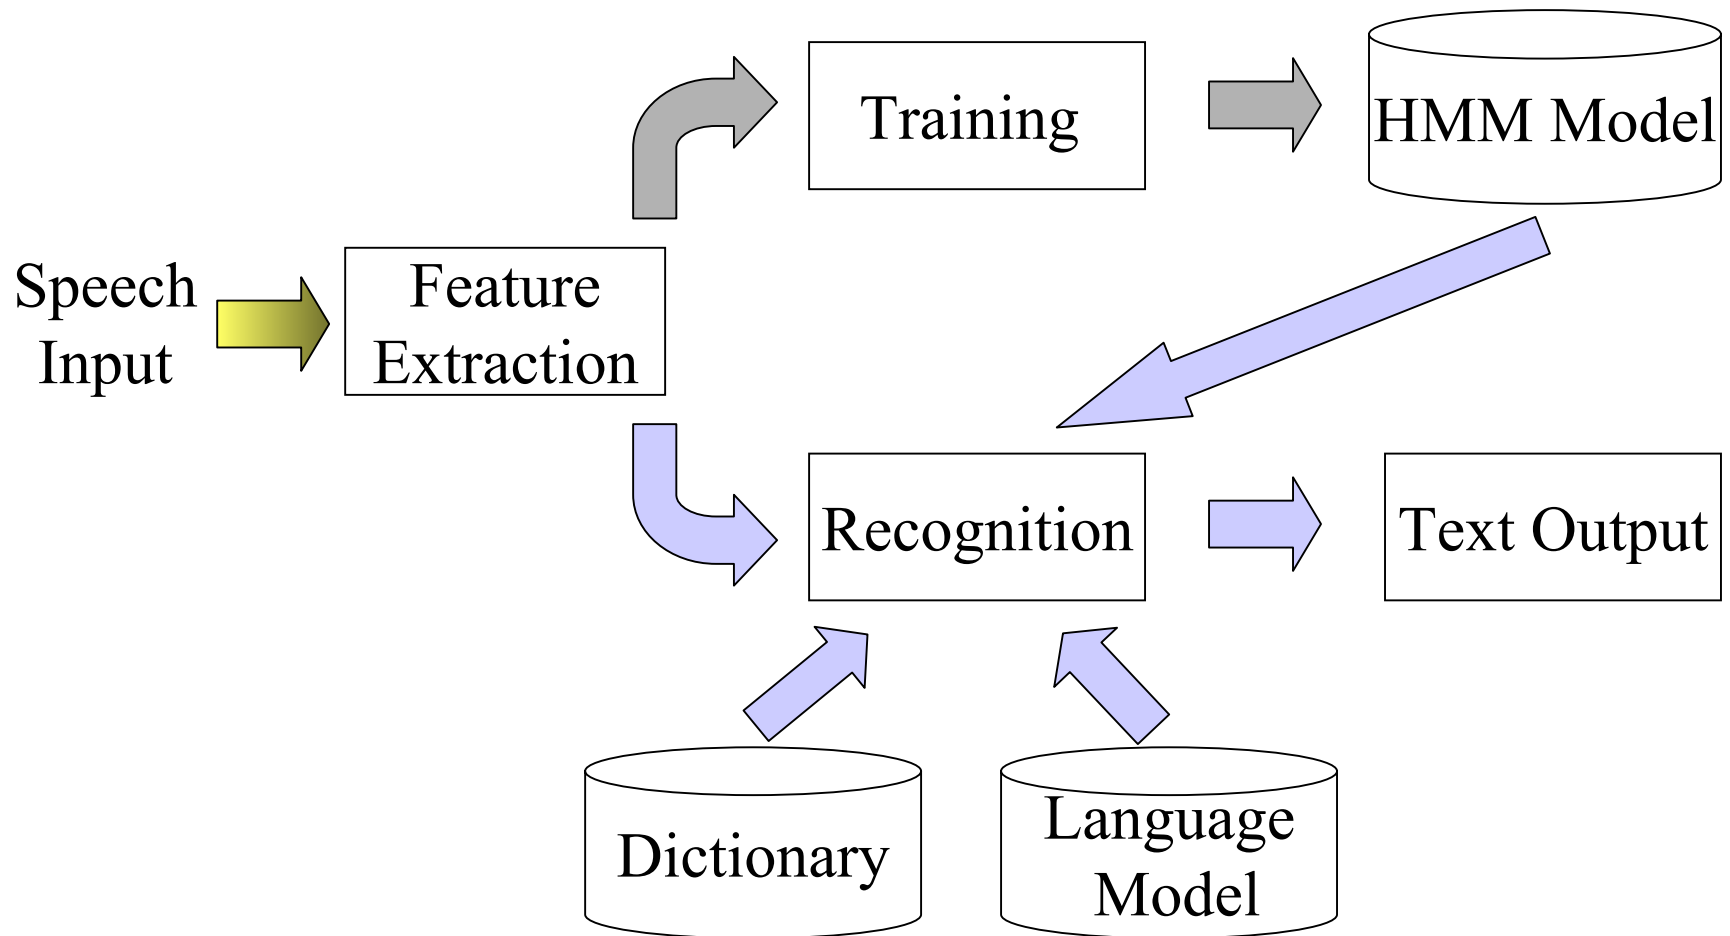 Training
HMM Model
Speech
Input
Feature
Extraction
Recognition
Text Output
Dictionary
Language
Model